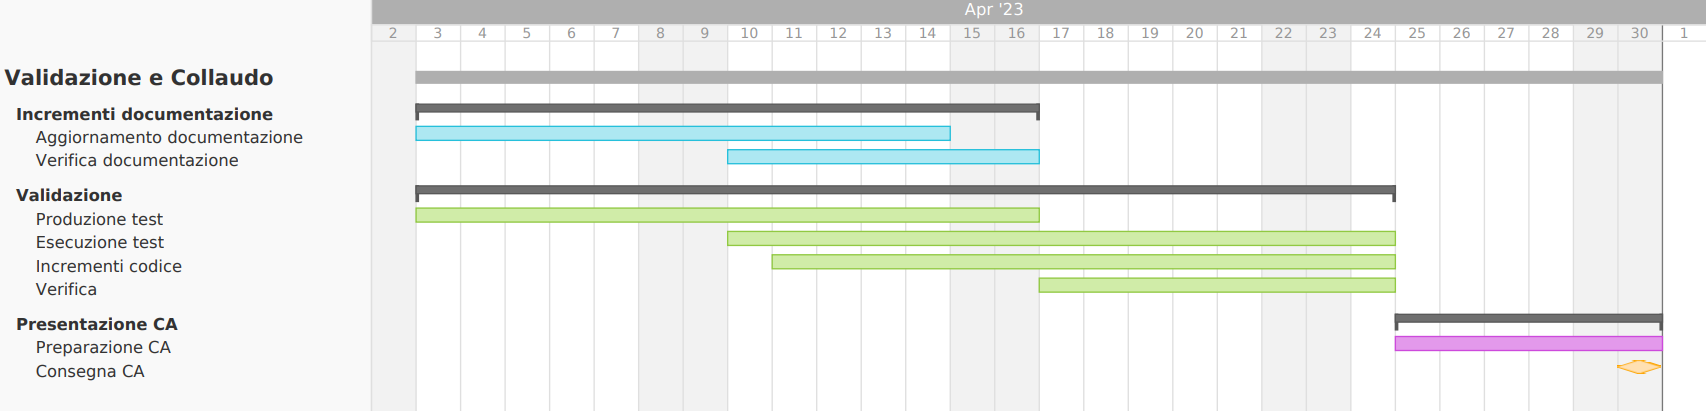 Apr '23
2 3 4 5 6 7 8 9 10 11 12 13 14 15 16 17 18 19 20 21 22 23 24 25 26 27 28 29 30 1
Validazione e Collaudo
Incrementi documentazione
Aggiornamento documentazione
Verifica documentazione
Validazione
Produzione test
Esecuzione test
Incrementi codice
Verifica
Presentazione CA
Preparazione CA
Consegna CA